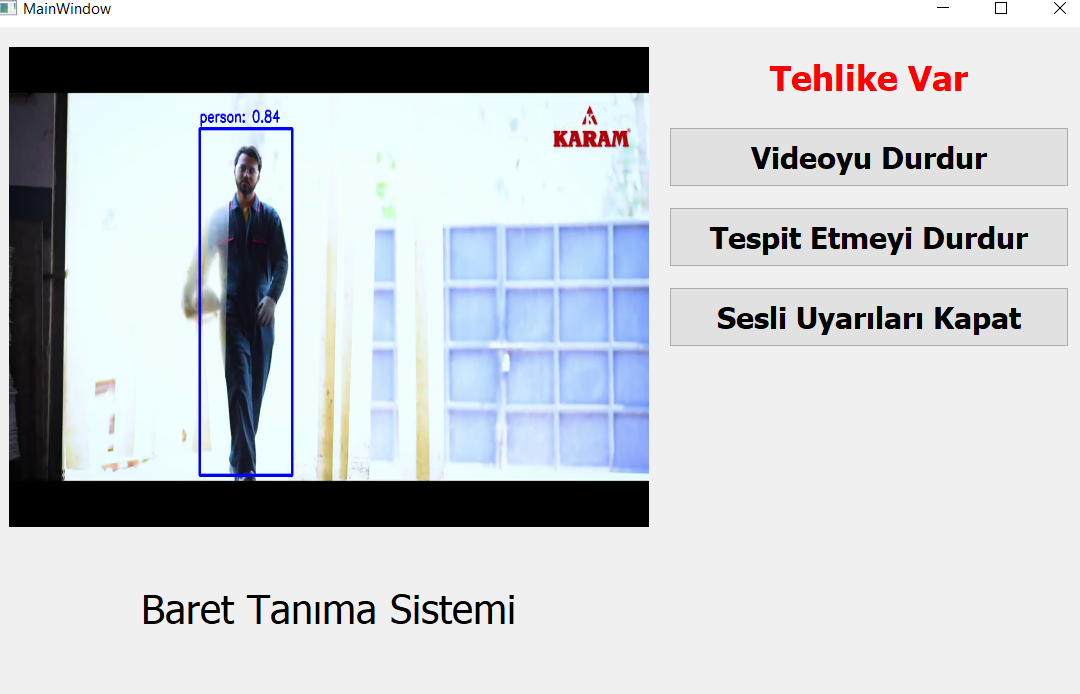 MainWindow
person: 0.84
KARAM
Tehlike Var
Videoyu Durdur
Tespit Etmeyi Durdur
Sesli Uyarıları Kapat
Baret Tanıma Sistemi